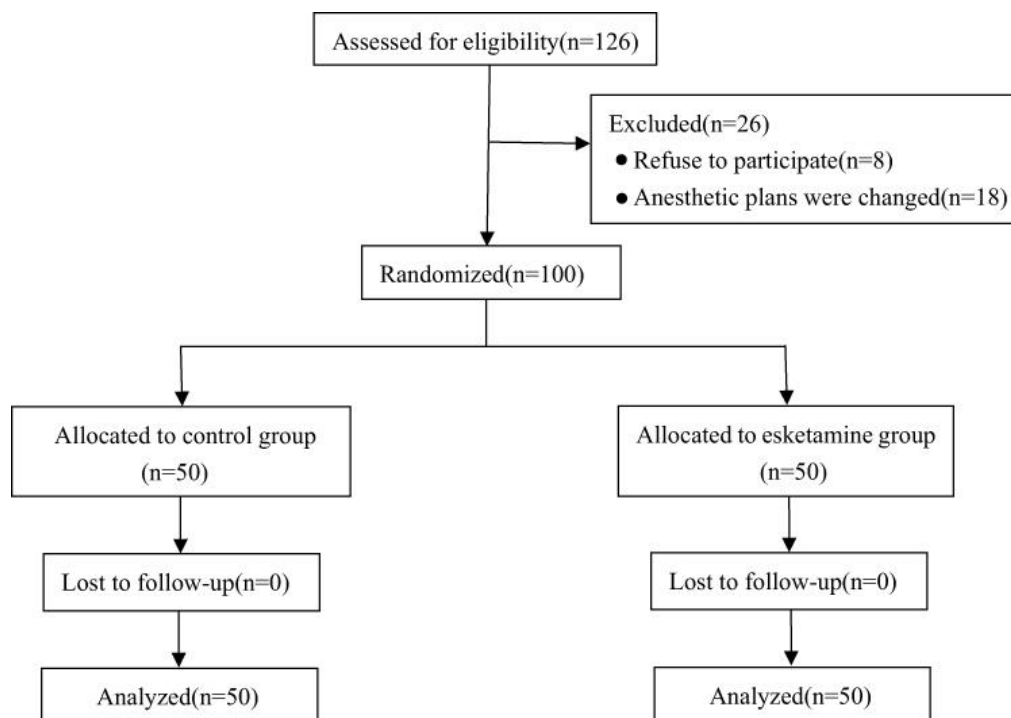 Assessed for eligibility(n=126)
Excluded(n=26)
● Refuse to participate(n=8)
● Anesthetic plans were changed(n=18)
Randomized(n=100)
Allocated to control group
(n=50)
Allocated to esketamine group
(n=50)
Lost to follow-up(n=0)
Lost to follow-up(n=0)
Analyzed(n=50)
Analyzed(n=50)